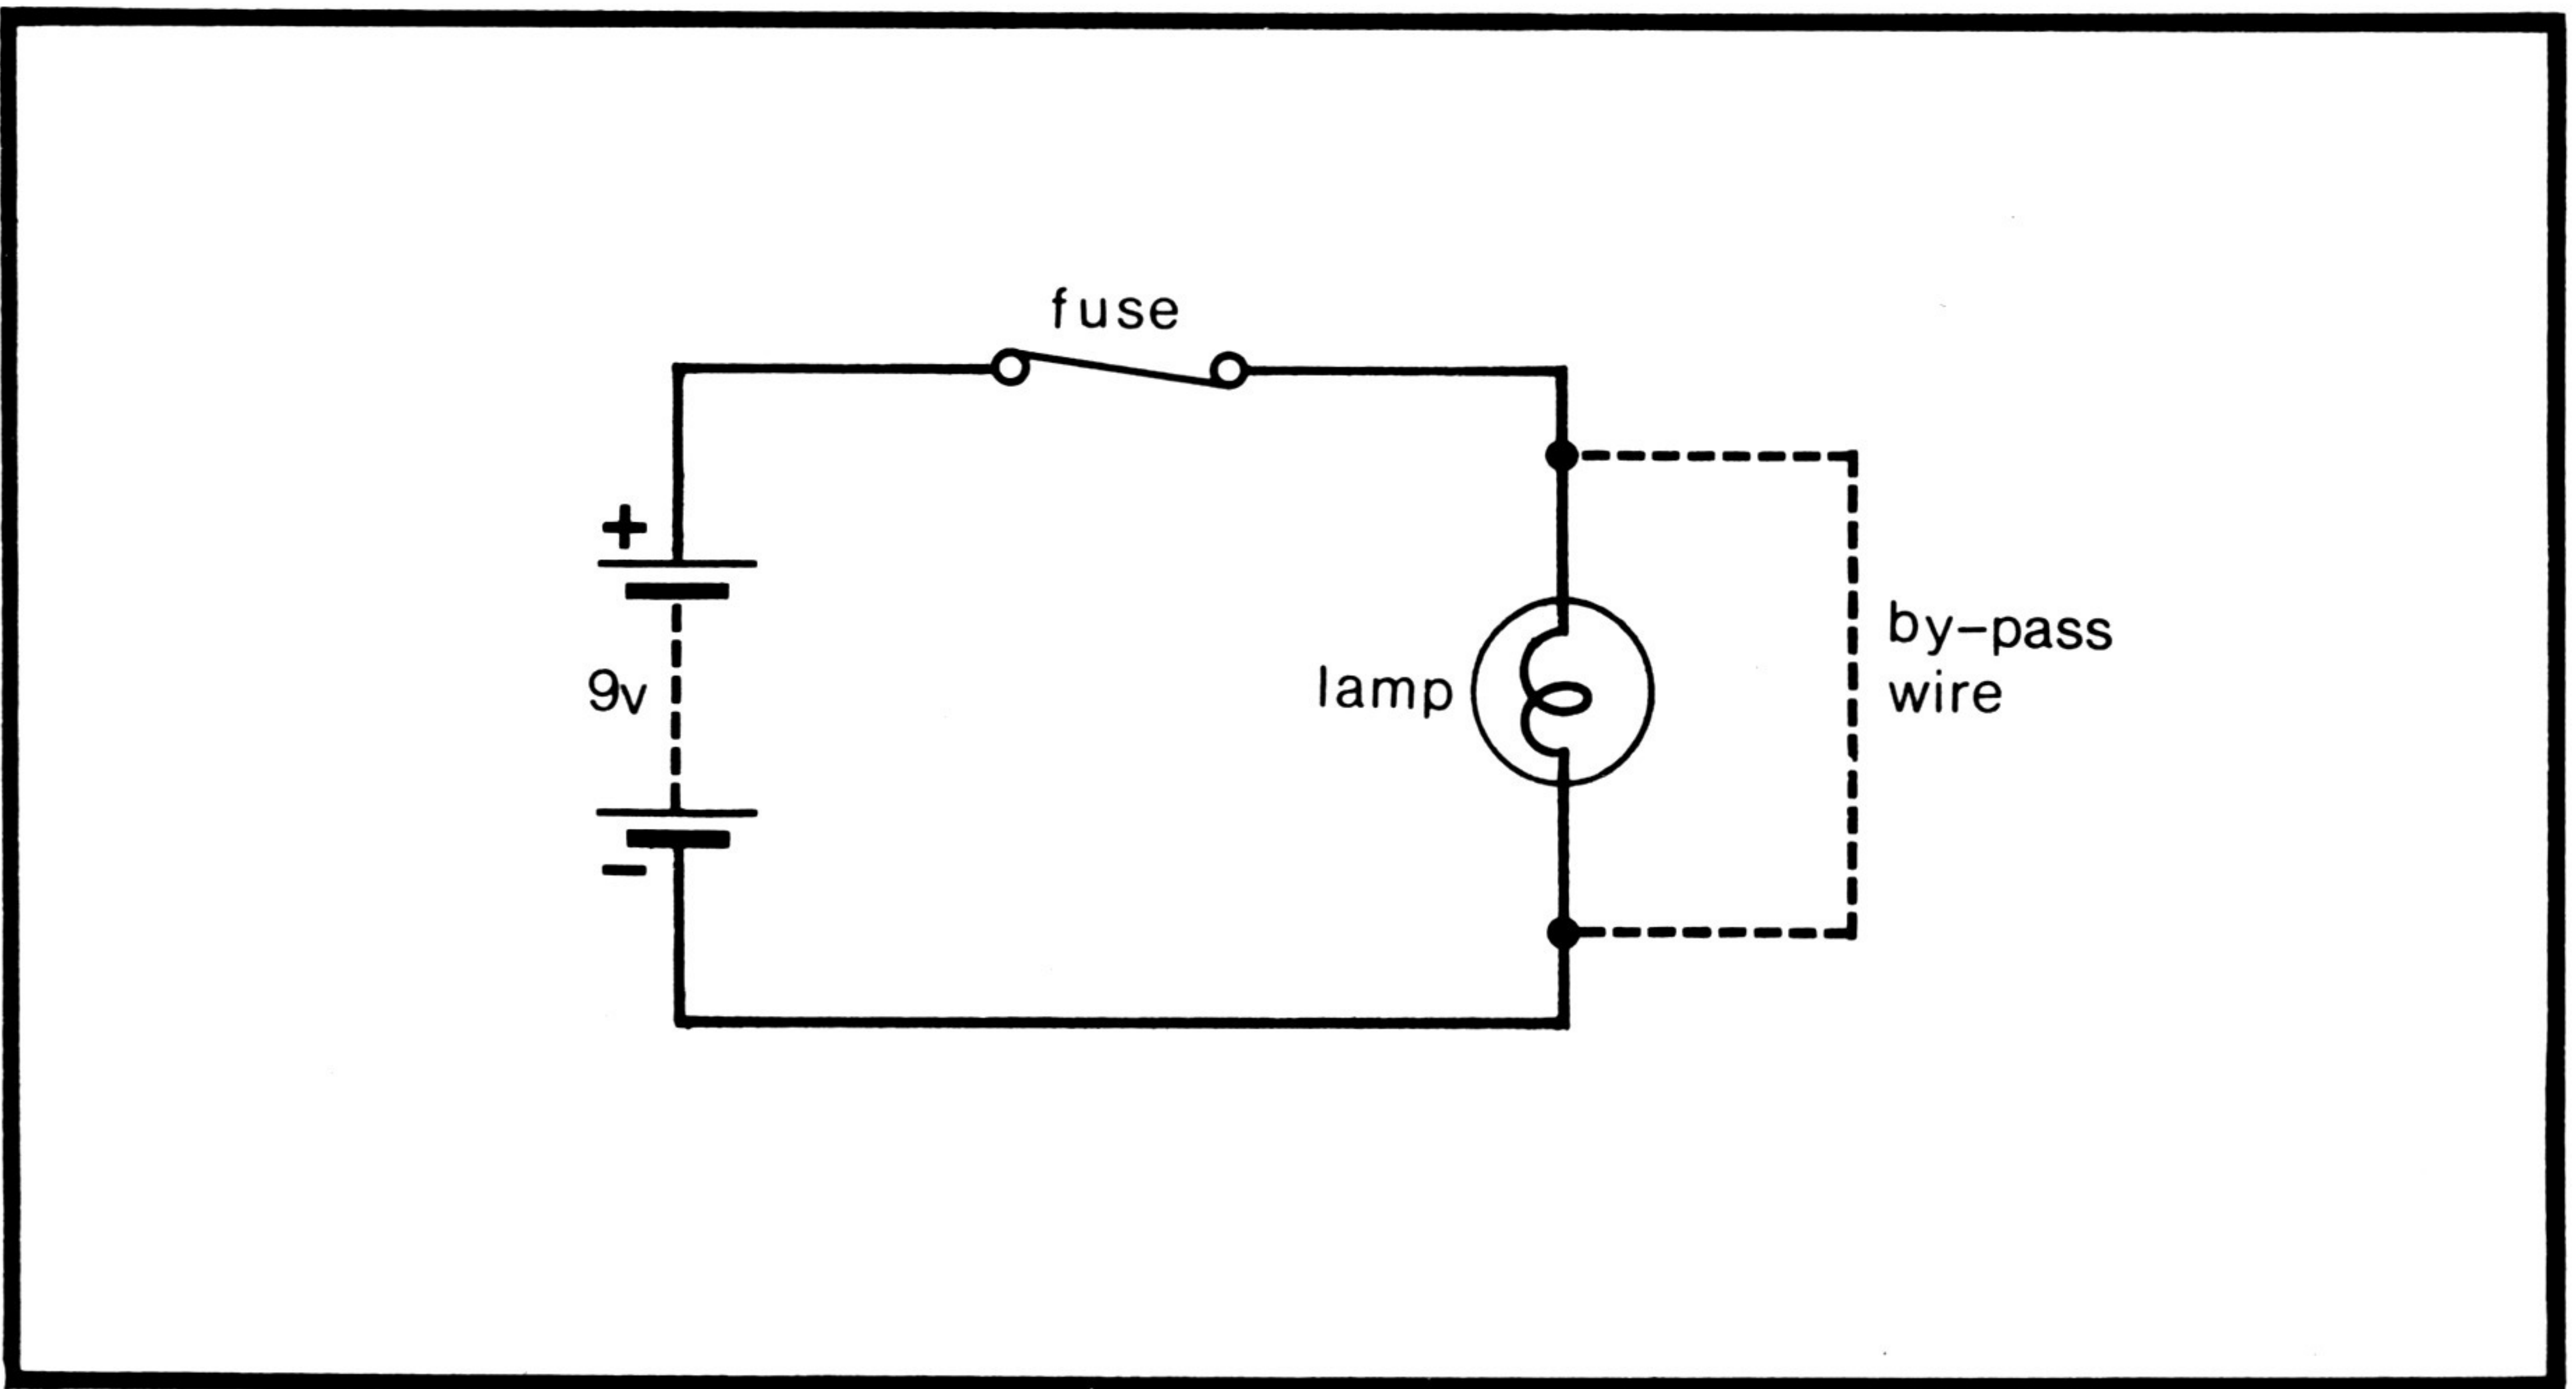 fuse
+
9v
lamp
by-pass
wire
−